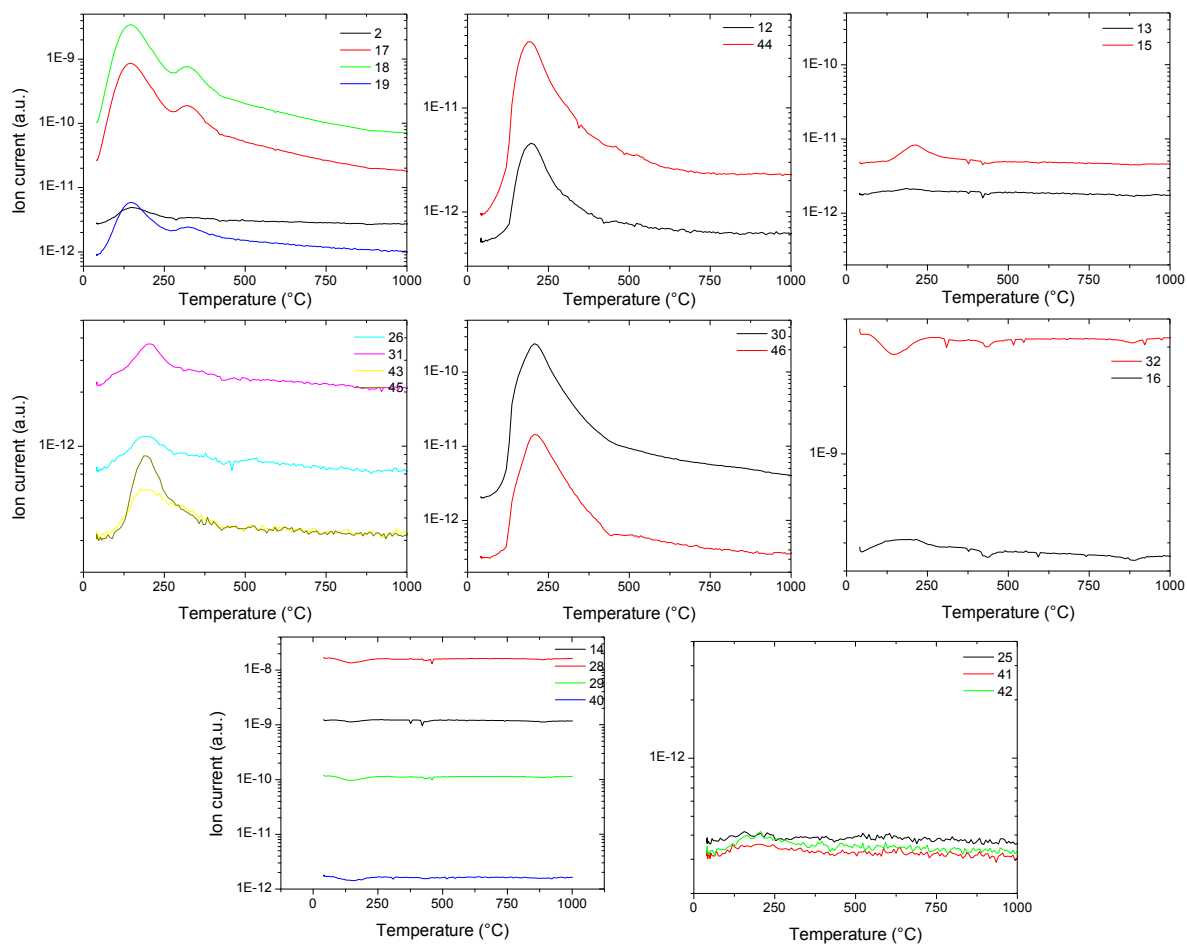 Ion current (a.u.)
1E-9
1E-10
1E-11
1E-12
0
250
500
750
1000
Temperature (°C)
2
17
18
19
1E-11
1E-12
0
250
500
750
1000
Temperature (°C)
12
44
1E-10
1E-11
1E-12
0
250
500
750
1000
Temperature (°C)
13
15
Ion current (a.u.)
1E-12
0
250
500
750
1000
Temperature (°C)
26
31
43
45
1E-10
1E-11
1E-12
0
250
500
750
1000
Temperature (°C)
30
46
1E-9
0
250
500
750
1000
Temperature (°C)
32
16
Ion current (a.u.)
1E-8
1E-9
1E-10
1E-11
1E-12
0
250
500
750
1000
Temperature (°C)
14
28
29
40
1E-12
0
250
500
750
1000
Temperature (°C)
25
41
42